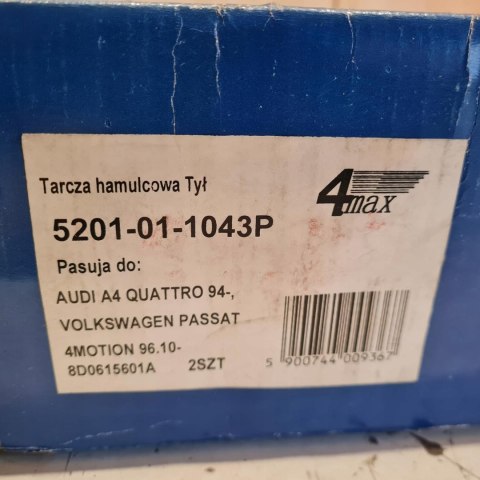 Tarcza hamulcowa Tył
4max
5201-01-1043P
Pasuja do:
AUDI A4 QUATTRO 94-,
VOLKSWAGEN PASSAT
4MOTION 96.10-
8D0615601A 2SZT
5 900744 009367